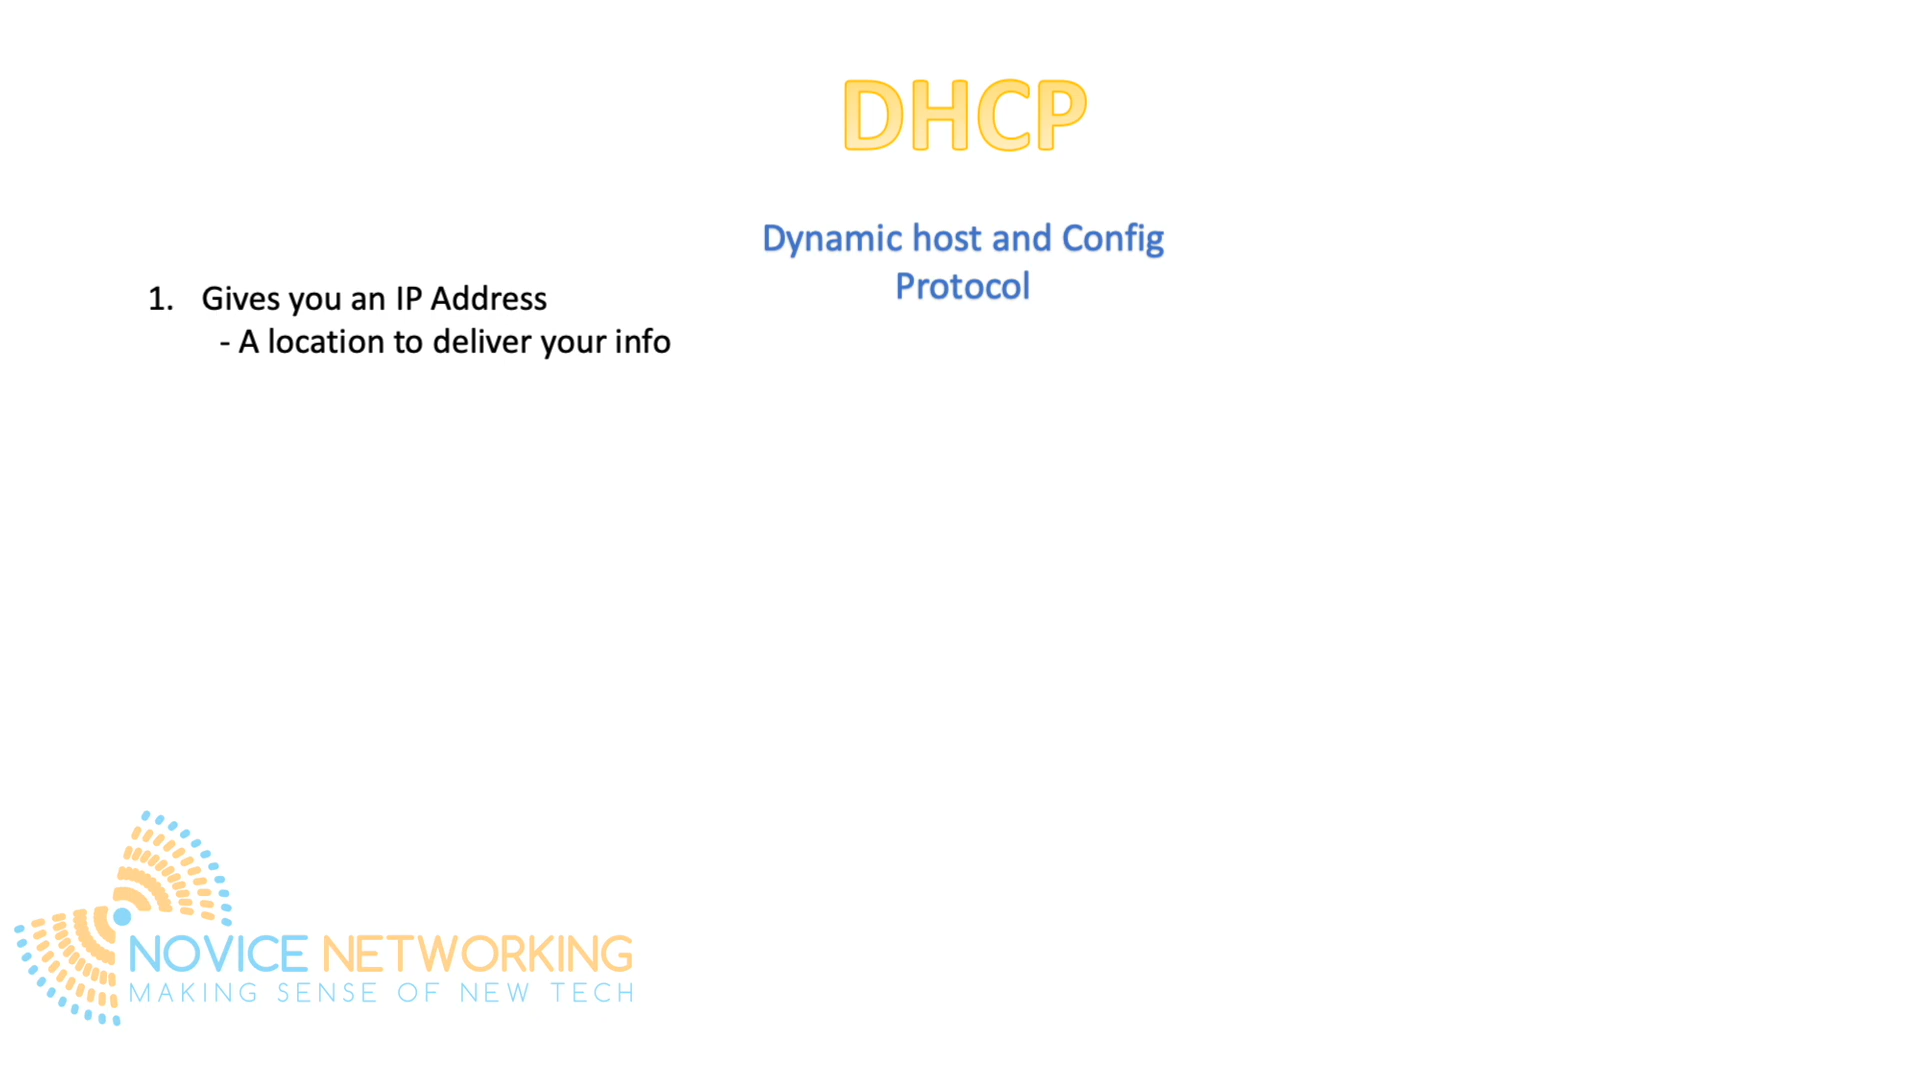 DHCP
Dynamic host and Config
Protocol
1. Gives you an IP Address
- A location to deliver your info
NOVICE NETWORKING
MAKING SENSE OF NEW TECH